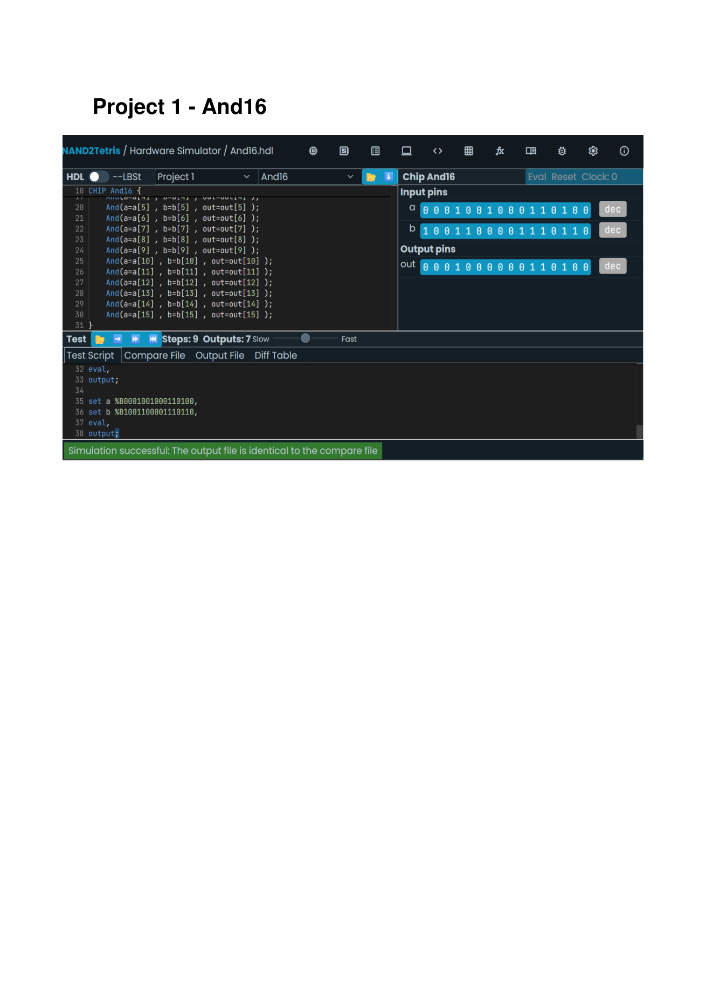 Project 1 - And16
NAND2Tetris / Hardware Simulator / And16.hdl
HDL --LBSt Project 1 And16
Chip And16 Eval Reset Clock: 0
10 CHIP And16 {
19 And(a=a[4] , b=b[4] , out=out[4] );
20 And(a=a[5] , b=b[5] , out=out[5] );
21 And(a=a[6] , b=b[6] , out=out[6] );
22 And(a=a[7] , b=b[7] , out=out[7] );
23 And(a=a[8] , b=b[8] , out=out[8] );
24 And(a=a[9] , b=b[9] , out=out[9] );
25 And(a=a[10] , b=b[10] , out=out[10] );
26 And(a=a[11] , b=b[11] , out=out[11] );
27 And(a=a[12] , b=b[12] , out=out[12] );
28 And(a=a[13] , b=b[13] , out=out[13] );
29 And(a=a[14] , b=b[14] , out=out[14] );
30 And(a=a[15] , b=b[15] , out=out[15] );
31 }
Input pins
a 0 0 0 1 0 0 1 0 0 0 1 1 0 1 0 0 dec
b 1 0 0 1 1 0 0 0 0 1 1 1 0 1 1 0 dec
Output pins
out 0 0 0 1 0 0 0 0 0 0 1 1 0 1 0 0 dec
Test Steps: 9 Outputs: 7 Slow Fast
Test Script Compare File Output File Diff Table
32 eval,
33 output;
34
35 set a %B0001001000110100,
36 set b %B1001100001110110,
37 eval,
38 output;
Simulation successful: The output file is identical to the compare file